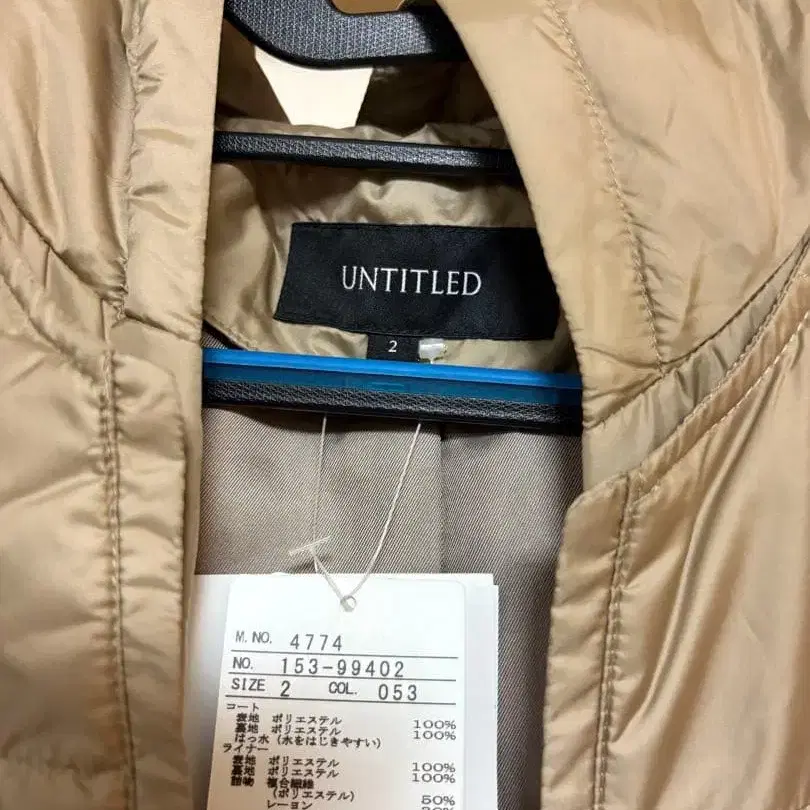 UNTITLED
2
M. NO. 4774
NO. 153-99402
SIZE 2 COL. 053
コート
表地 ポリエステル 100%
裏地 ポリエステル 100%
はっ水 (水をはじきやすい)
ライナー
表地 ポリエステル 100%
裏地 ポリエステル 100%
詰物 複合繊維
(ポリエステル) 50%
レーヨン